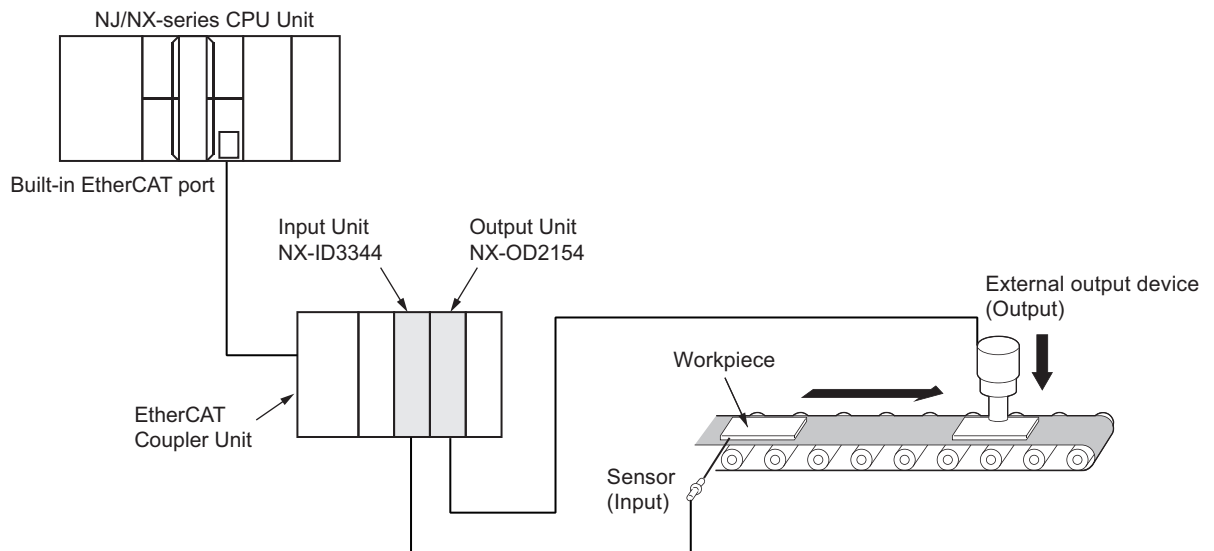 NJ/NX-series CPU Unit
Built-in EtherCAT port
Input Unit
NX-ID3344
Output Unit
NX-OD2154
EtherCAT
Coupler Unit
External output device
(Output)
Workpiece
Sensor
(Input)